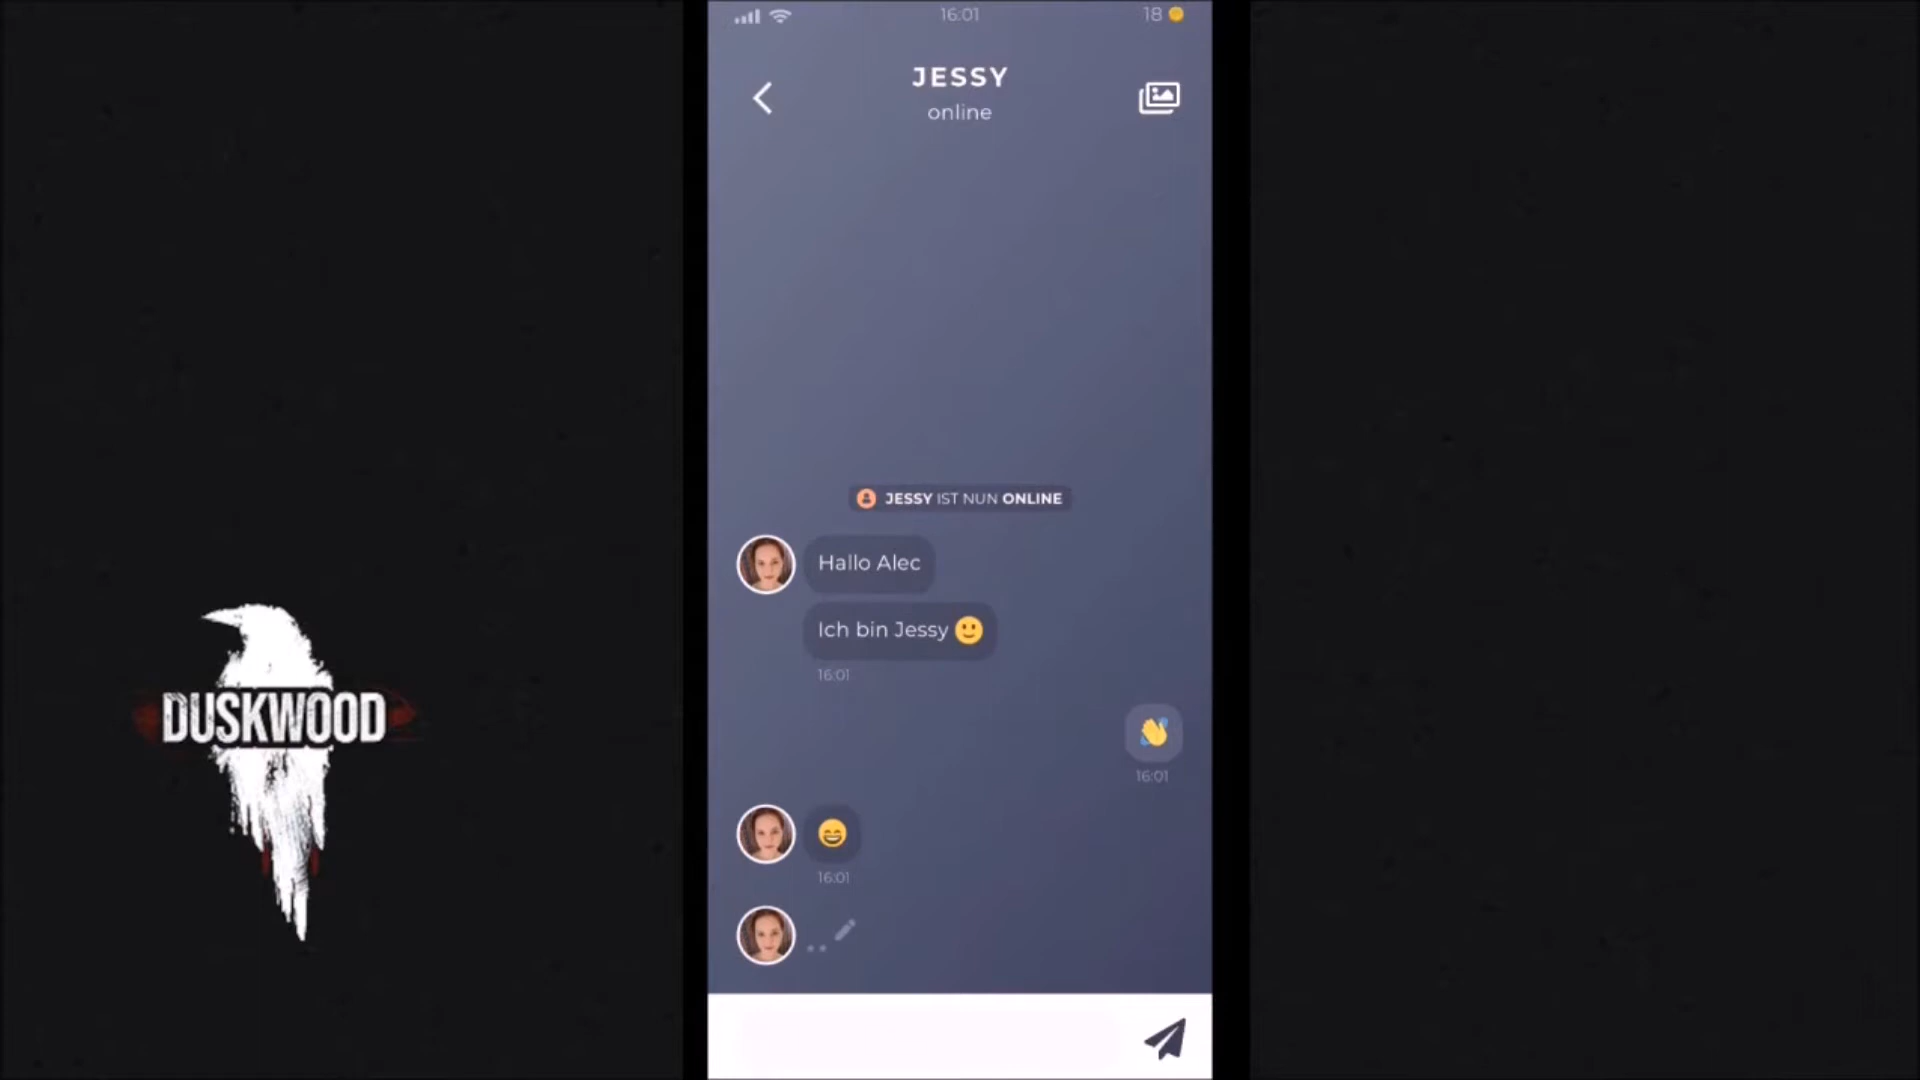 16:01
18
JESSY
online
JESSY IST NUN ONLINE
Hallo Alec
Ich bin Jessy 🙂
16:01
👋
16:01
😄
16:01
DUSKWOOD